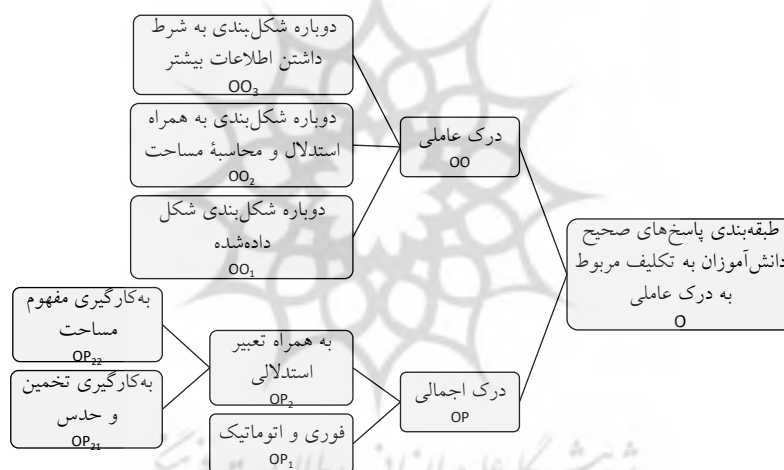 دوباره شکل‌بندی به شرط
داشتن اطلاعات بیشتر
OO3
دوباره شکل‌بندی به همراه
استدلال و محاسبهٔ مساحت
OO2
دوباره شکل‌بندی شکل
داده‌شده
OO1
درک عاملی
OO
طبقه‌بندی پاسخ‌های صحیح
دانش‌آموزان به تکلیف مربوط
به درک عاملی
O
به‌کارگیری مفهوم
مساحت
OP22
به‌کارگیری تخمین
و حدس
OP21
به همراه تعبیر
استدلالی
OP2
فوری و اتوماتیک
OP1
درک اجمالی
OP